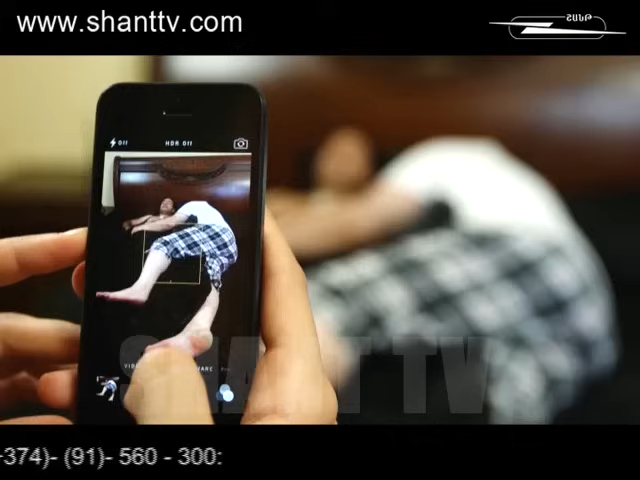 www.shanttv.com
ՇԱՆԹ
Off
HDR Off
SHANT TV
+374)- (91)- 560 - 300: